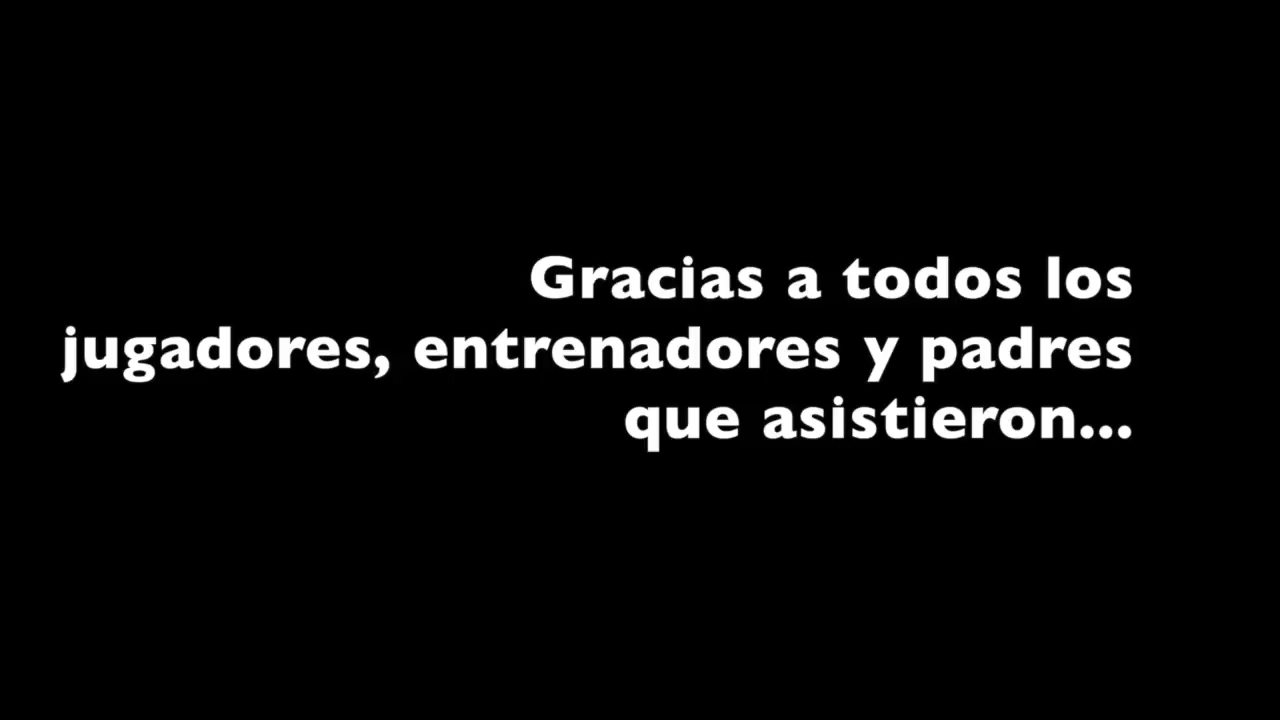 Gracias a todos los
jugadores, entrenadores y padres
que asistieron...